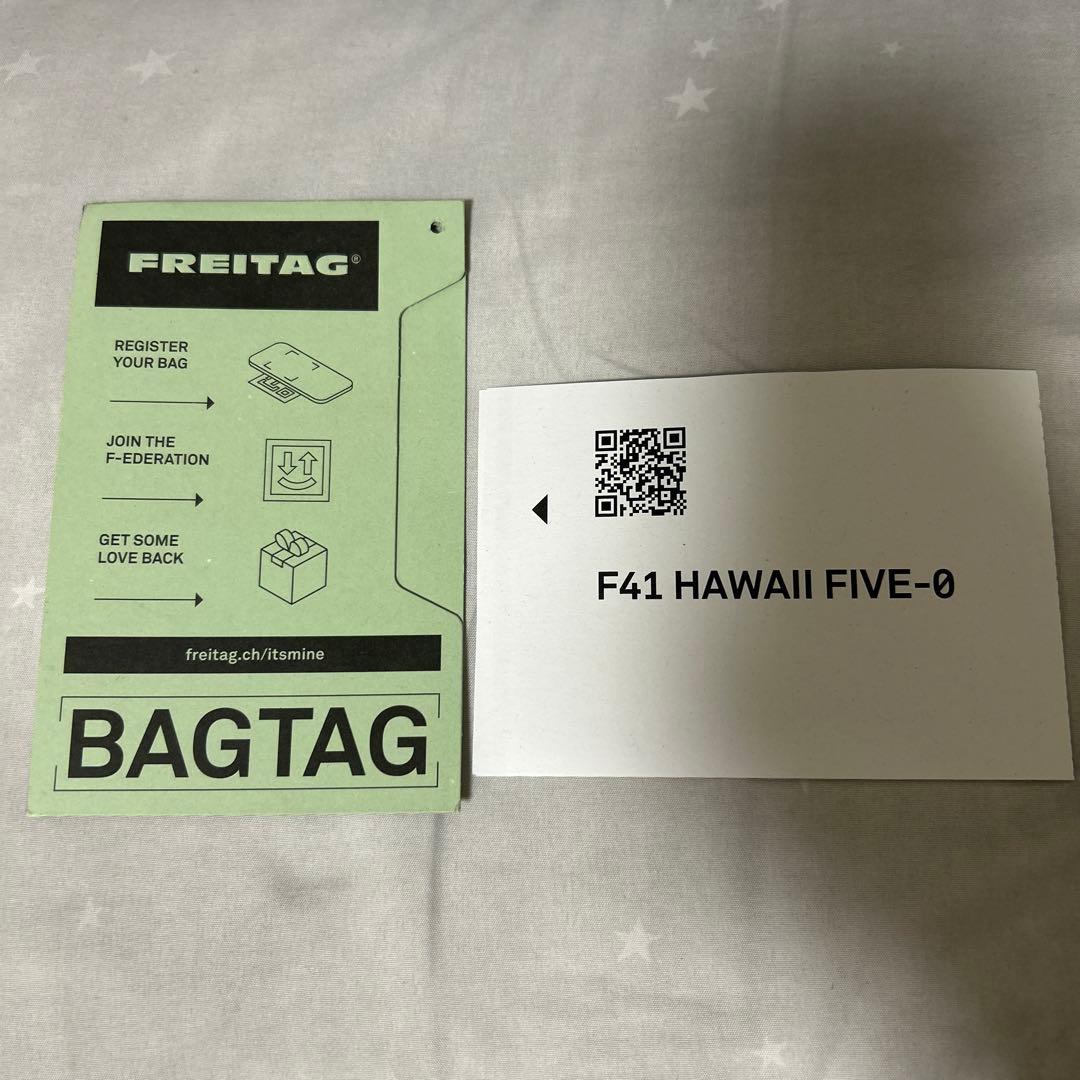 FREITAG®
REGISTER
YOUR BAG
JOIN THE
F-EDERATION
GET SOME
LOVE BACK
freitag.ch/itsmine
BAGTAG
F41 HAWAII FIVE-0